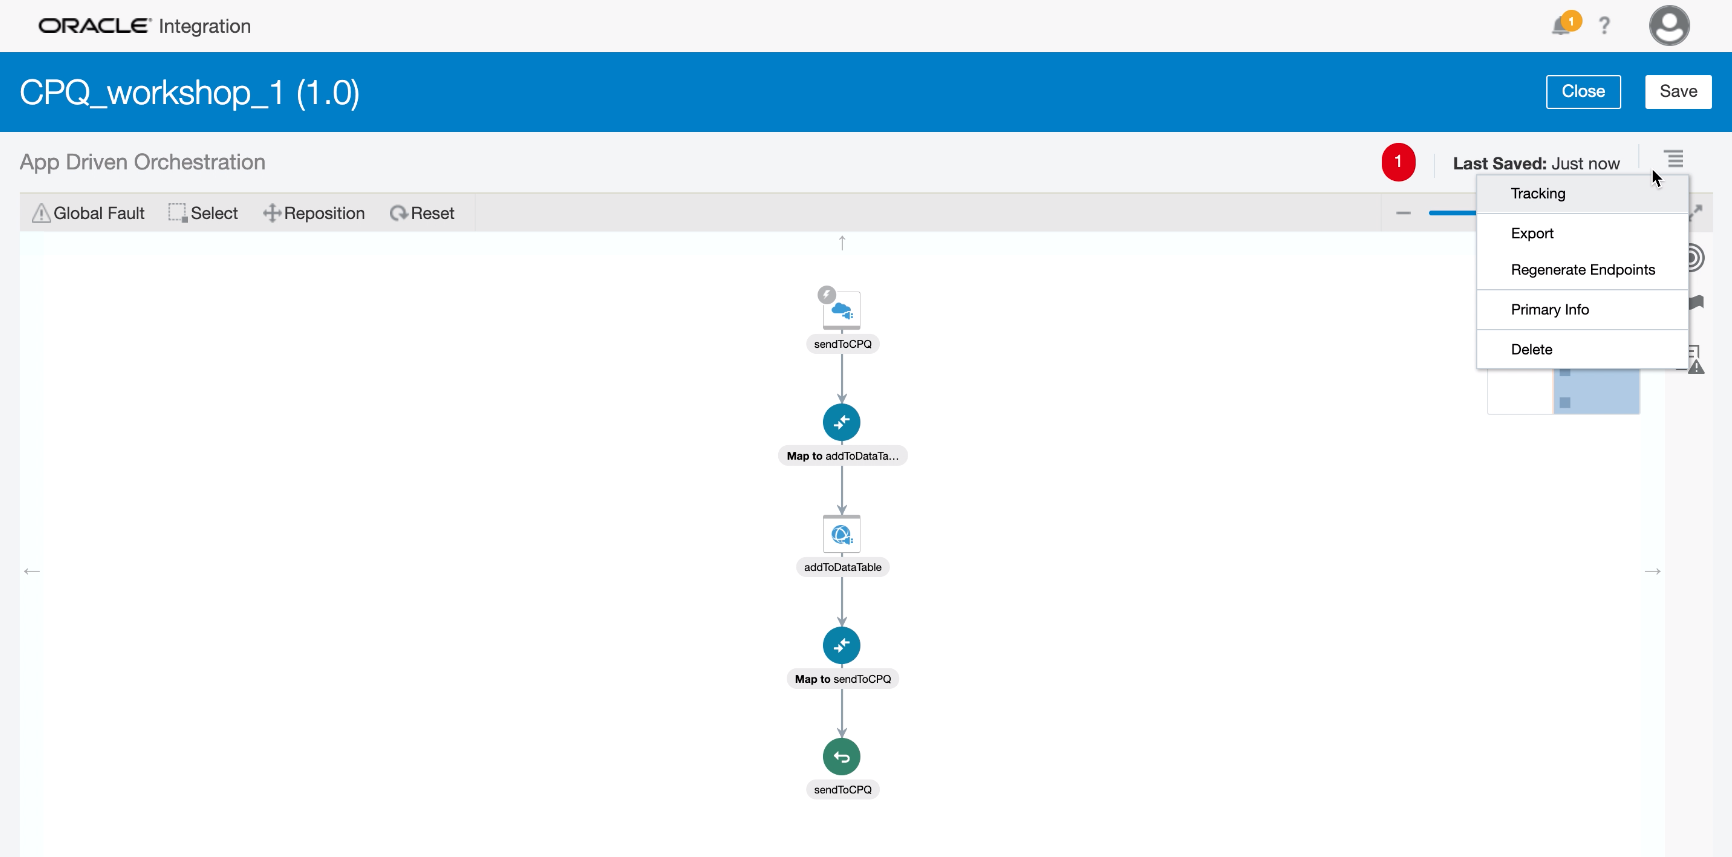 ORACLE Integration
1
?
CPQ_workshop_1 (1.0)
Close
Save
App Driven Orchestration
1
Last Saved: Just now
Global Fault
Select
Reposition
Reset
Tracking
Export
Regenerate Endpoints
Primary Info
Delete
sendToCPQ
Map to addToDataTa...
addToDataTable
Map to sendToCPQ
sendToCPQ